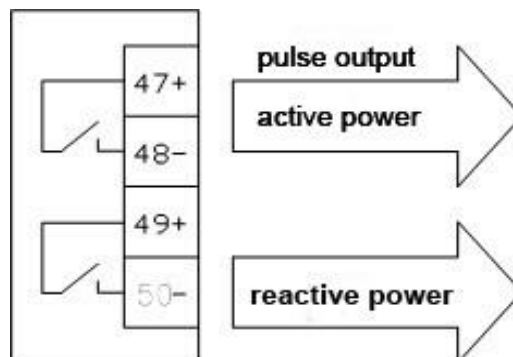 47+
pulse output
active power
48-
49+
50-
reactive power